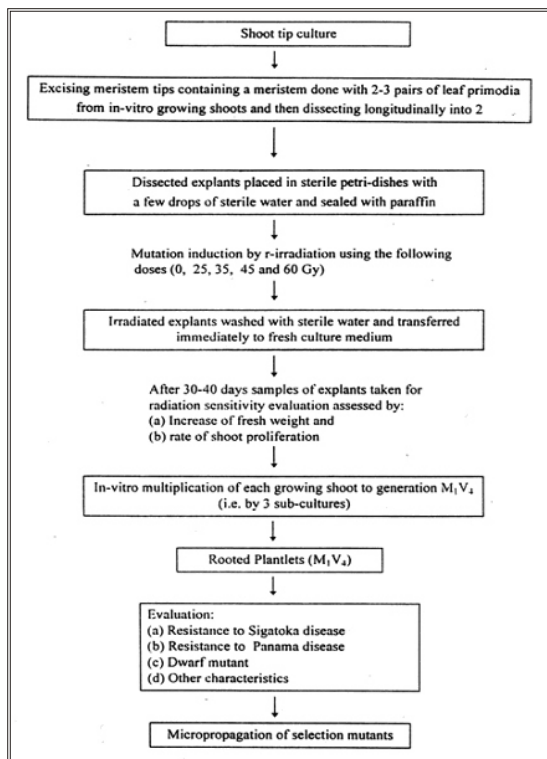 Shoot tip culture
Excising meristem tips containing a meristem done with 2-3 pairs of leaf primodia
from in-vitro growing shoots and then dissecting longitudinally into 2
Dissected explants placed in sterile petri-dishes with
a few drops of sterile water and sealed with paraffin
Mutation induction by r-irradiation using the following
doses (0, 25, 35, 45 and 60 Gy)
Irradiated explants washed with sterile water and transferred
immediately to fresh culture medium
After 30-40 days samples of explants taken for
radiation sensitivity evaluation assessed by:
(a) Increase of fresh weight and
(b) rate of shoot proliferation
In-vitro multiplication of each growing shoot to generation M₁V₄
(i.e. by 3 sub-cultures)
Rooted Plantlets (M₁V₄)
Evaluation:
(a) Resistance to Sigatoka disease
(b) Resistance to Panama disease
(c) Dwarf mutant
(d) Other characteristics
Micropropagation of selection mutants